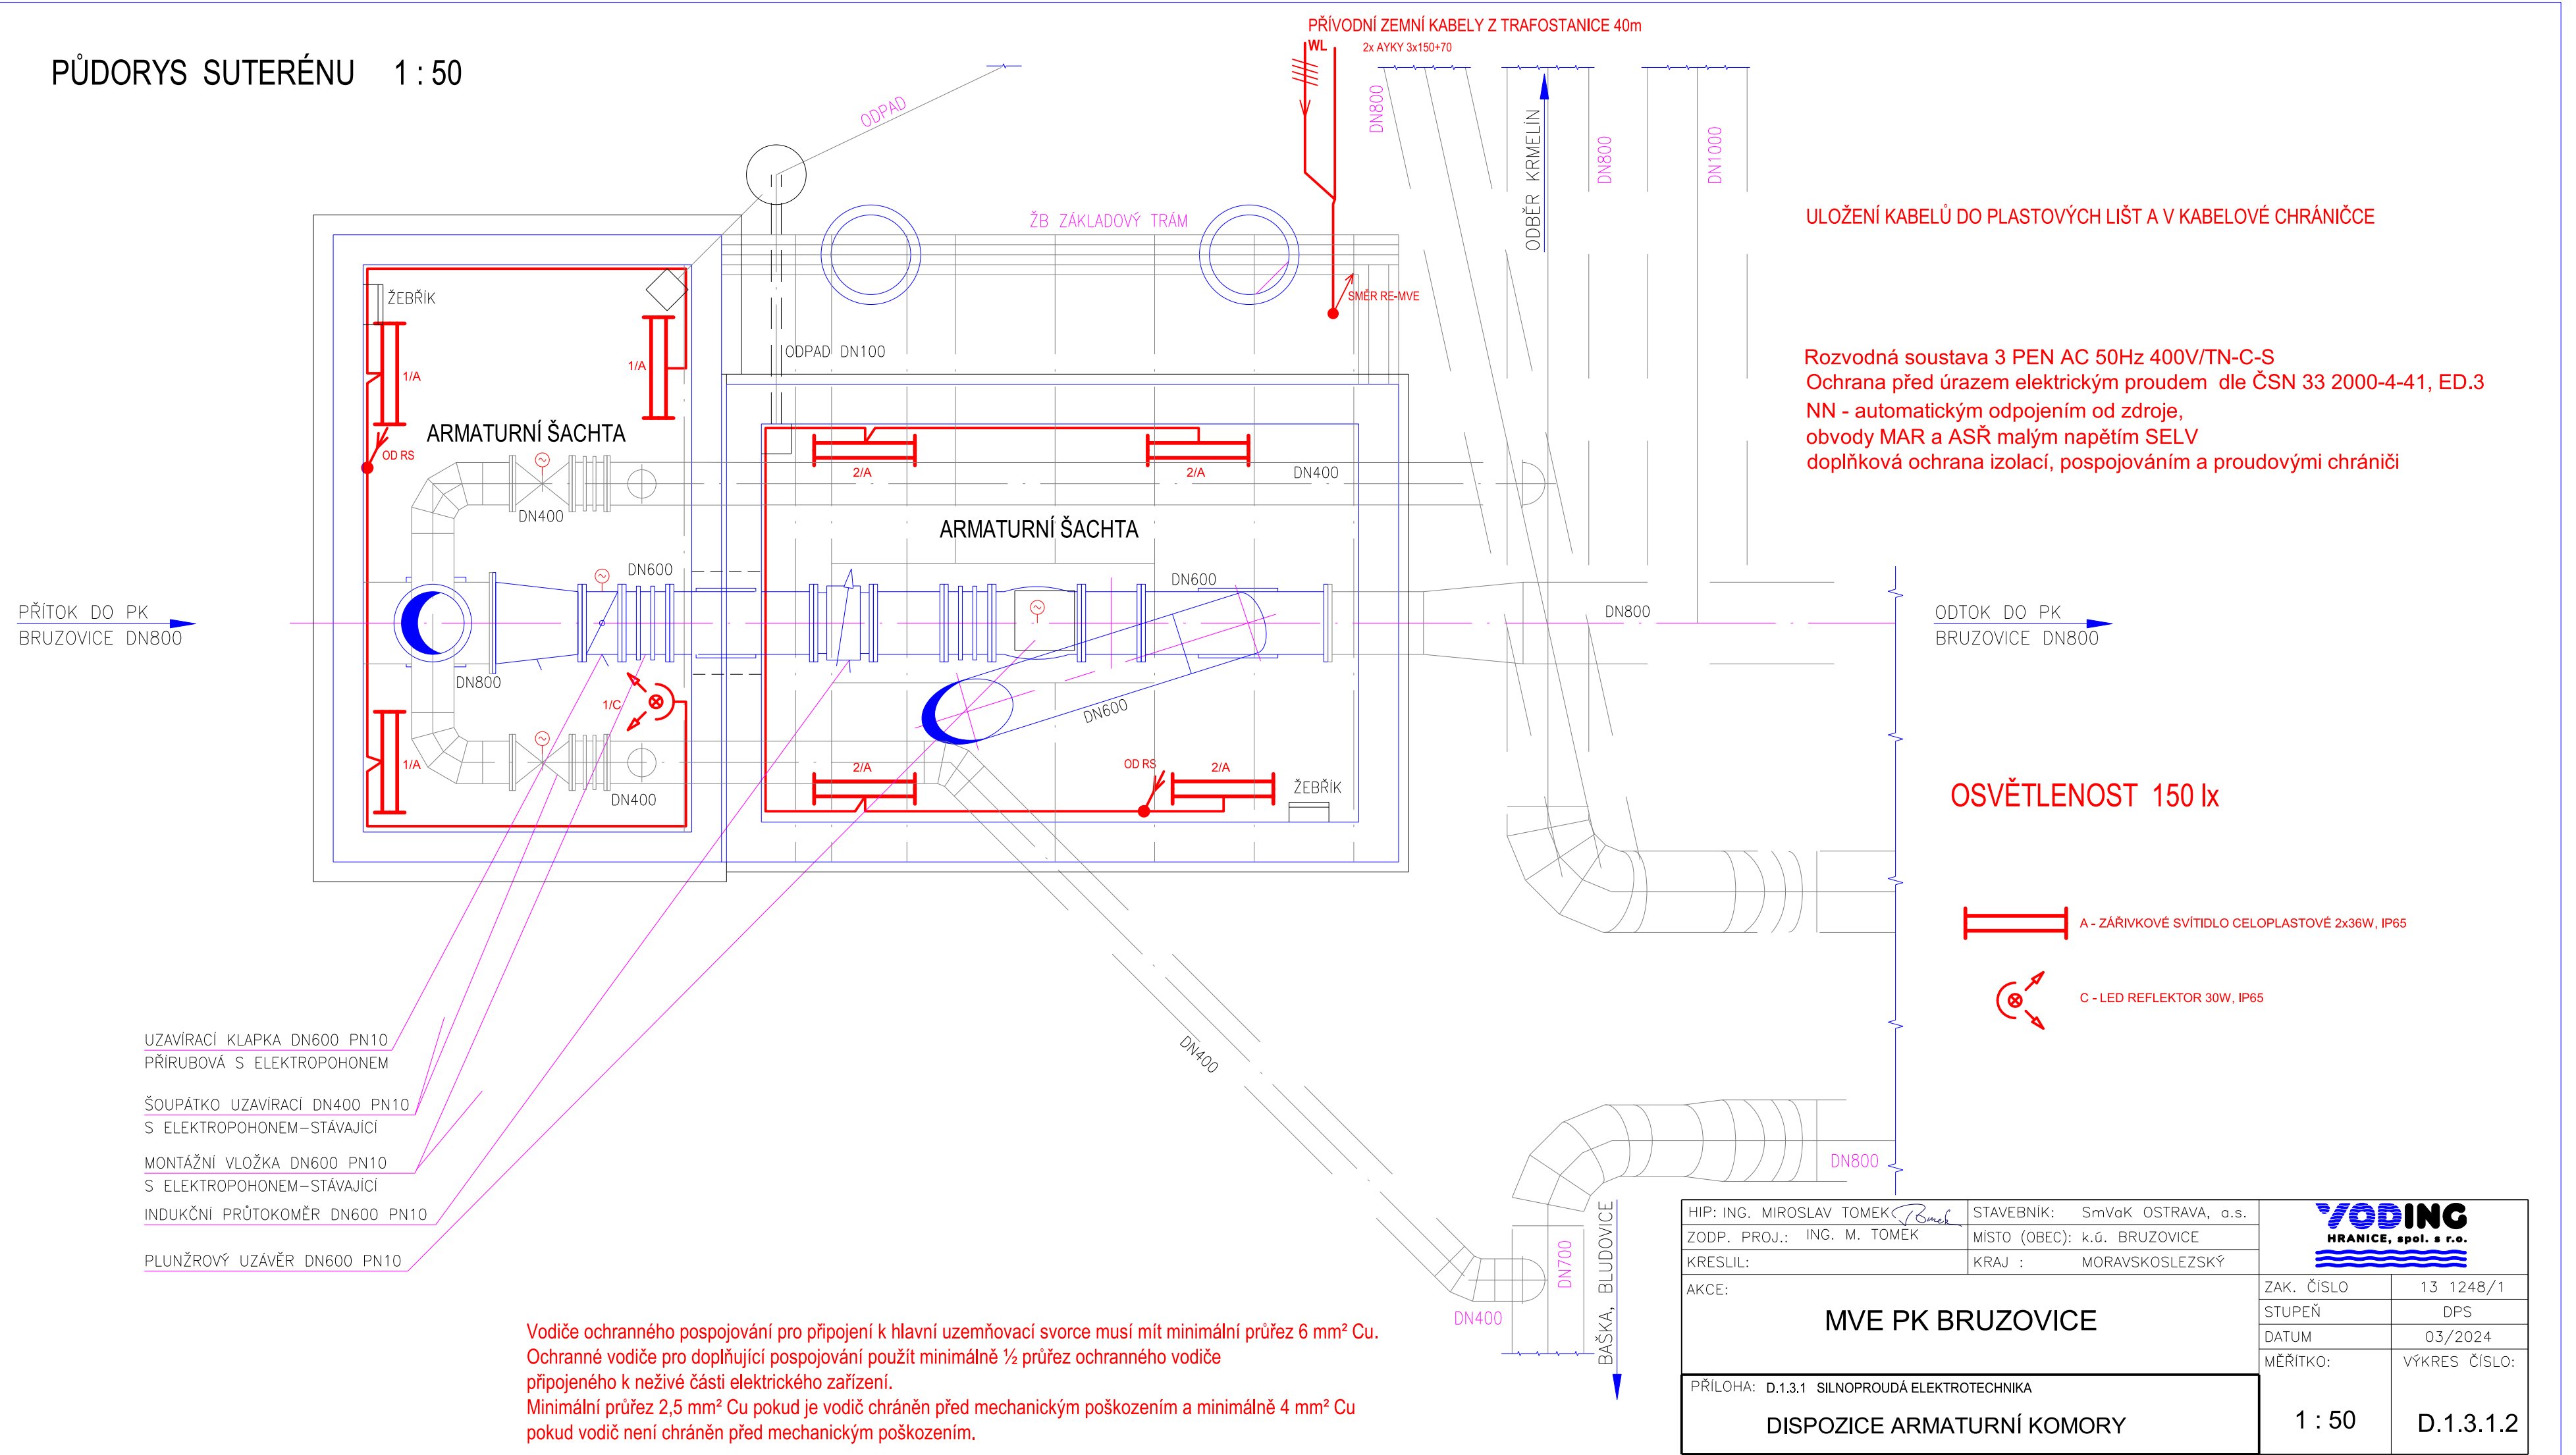 PŘÍVODNÍ ZEMNÍ KABELY Z TRAFOSTANICE 40m
WL
2x AYKY 3x150+70
PŮDORYS SUTERÉNU 1 : 50
ODPAD
DN800
ODBĚR KRMELÍN
DN800
DN1000
ŽB ZÁKLADOVÝ TRÁM
ULOŽENÍ KABELŮ DO PLASTOVÝCH LIŠT A V KABELOVÉ CHRÁNIČCE
ŽEBŘÍK
SMĚR RE-MVE
ODPAD DN100
1/A
1/A
Rozvodná soustava 3 PEN AC 50Hz 400V/TN-C-S
Ochrana před úrazem elektrickým proudem dle ČSN 33 2000-4-41, ED.3
NN - automatickým odpojením od zdroje,
obvody MAR a ASŘ malým napětím SELV
doplňková ochrana izolací, pospojováním a proudovými chrániči
ARMATURNÍ ŠACHTA
OD RS
2/A
2/A
DN400
DN400
ARMATURNÍ ŠACHTA
DN600
DN600
DN800
PŘÍTOK DO PK
BRUZOVICE DN800
ODTOK DO PK
BRUZOVICE DN800
DN800
1/C
DN600
1/A
2/A
OD RS
2/A
ŽEBŘÍK
DN400
OSVĚTLENOST 150 lx
A - ZÁŘIVKOVÉ SVÍTIDLO CELOPLASTOVÉ 2x36W, IP65
C - LED REFLEKTOR 30W, IP65
UZAVÍRACÍ KLAPKA DN600 PN10
PŘÍRUBOVÁ S ELEKTROPOHONEM
ŠOUPÁTKO UZAVÍRACÍ DN400 PN10
S ELEKTROPOHONEM-STÁVAJÍCÍ
MONTÁŽNÍ VLOŽKA DN600 PN10
S ELEKTROPOHONEM-STÁVAJÍCÍ
INDUKČNÍ PRŮTOKOMĚR DN600 PN10
PLUNŽROVÝ UZÁVĚR DN600 PN10
DN400
DN800
DN700
DN400
BAŠKA, BLUDOVICE
Vodiče ochranného pospojování pro připojení k hlavní uzemňovací svorce musí mít minimální průřez 6 mm² Cu.
Ochranné vodiče pro doplňující pospojování použít minimálně ½ průřez ochranného vodiče
připojeného k neživé části elektrického zařízení.
Minimální průřez 2,5 mm² Cu pokud je vodič chráněn před mechanickým poškozením a minimálně 4 mm² Cu
pokud vodič není chráněn před mechanickým poškozením.
HIP: ING. MIROSLAV TOMEK
STAVEBNÍK: SmVaK OSTRAVA, a.s.
ZODP. PROJ.: ING. M. TOMEK
MÍSTO (OBEC): k.ú. BRUZOVICE
KRESLIL:
KRAJ : MORAVSKOSLEZSKÝ
VODING
HRANICE, spol. s r.o.
AKCE:
MVE PK BRUZOVICE
ZAK. ČÍSLO 13 1248/1
STUPEŇ DPS
DATUM 03/2024
MĚŘÍTKO: VÝKRES ČÍSLO:
PŘÍLOHA: D.1.3.1 SILNOPROUDÁ ELEKTROTECHNIKA
DISPOZICE ARMATURNÍ KOMORY
1 : 50
D.1.3.1.2